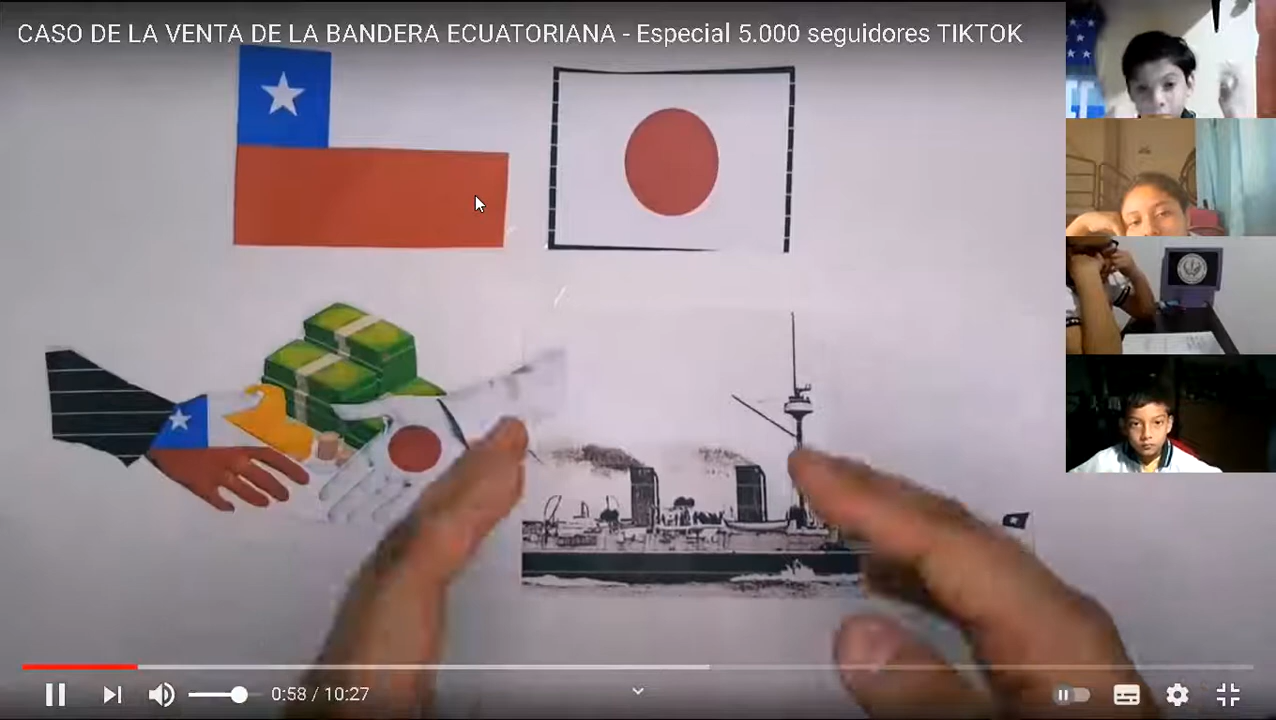 CASO DE LA VENTA DE LA BANDERA ECUATORIANA - Especial 5.000 seguidores TIKTOK
0:58 / 10:27